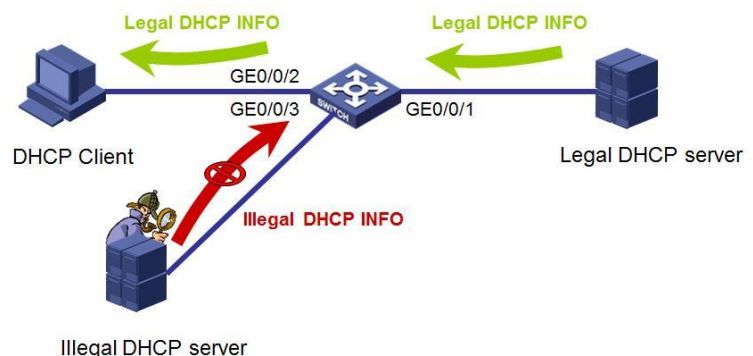 Legal DHCP INFO
Legal DHCP INFO
GE0/0/2
GE0/0/3
SWITCH
GE0/0/1
DHCP Client
Legal DHCP server
Illegal DHCP INFO
Illegal DHCP server